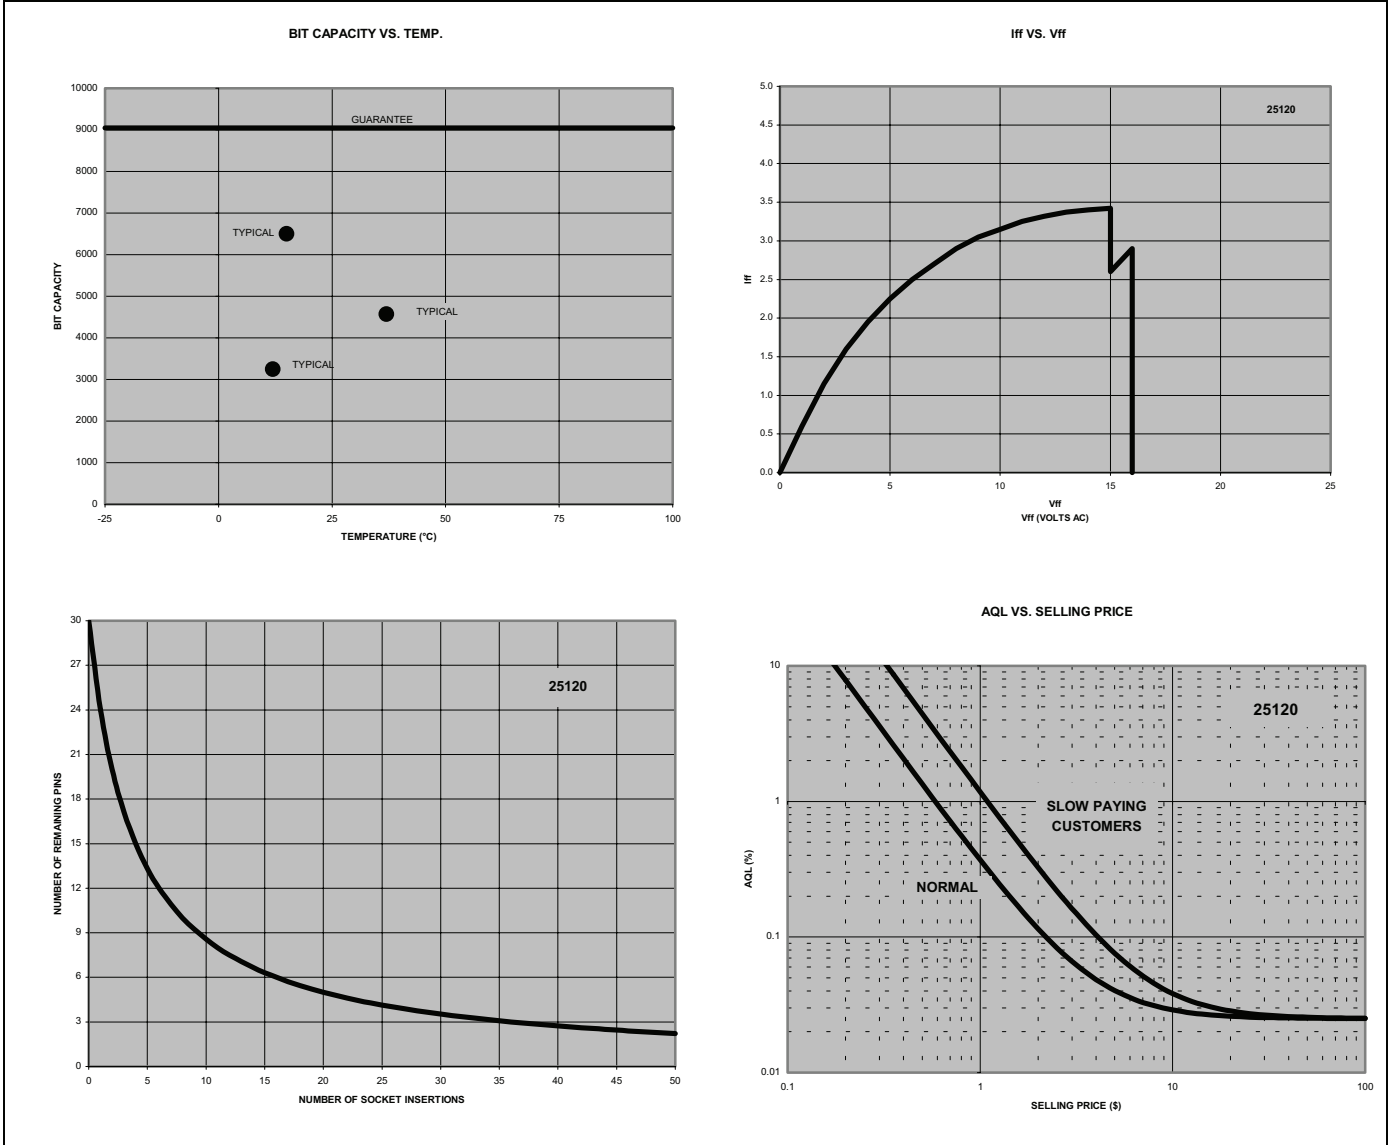 BIT CAPACITY VS. TEMP.
10000
9000
8000
7000
6000
5000
4000
3000
2000
1000
0
BIT CAPACITY
GUARANTEE
TYPICAL
TYPICAL
TYPICAL
-25 0 25 50 75 100
TEMPERATURE (°C)
Iff VS. Vff
5.0
4.5
4.0
3.5
3.0
2.5
2.0
1.5
1.0
0.5
0.0
Iff
25120
0 5 10 15 20 25
Vff
Vff (VOLTS AC)
30
27
24
21
18
15
12
9
6
3
0
NUMBER OF REMAINING PINS
25120
0 5 10 15 20 25 30 35 40 45 50
NUMBER OF SOCKET INSERTIONS
AQL VS. SELLING PRICE
10
1
0.1
0.01
AQL (%)
25120
SLOW PAYING
CUSTOMERS
NORMAL
0.1 1 10 100
SELLING PRICE ($)